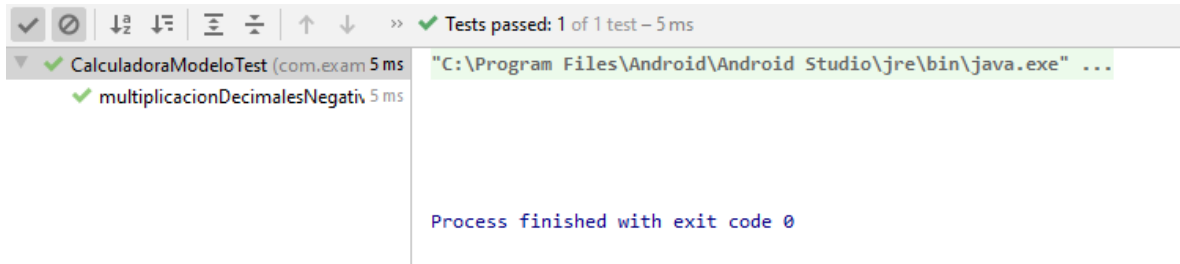 Tests passed: 1 of 1 test – 5 ms
CalculadoraModeloTest (com.exam 5 ms
multiplicacionDecimalesNegativ 5 ms
"C:\Program Files\Android\Android Studio\jre\bin\java.exe" ...
Process finished with exit code 0